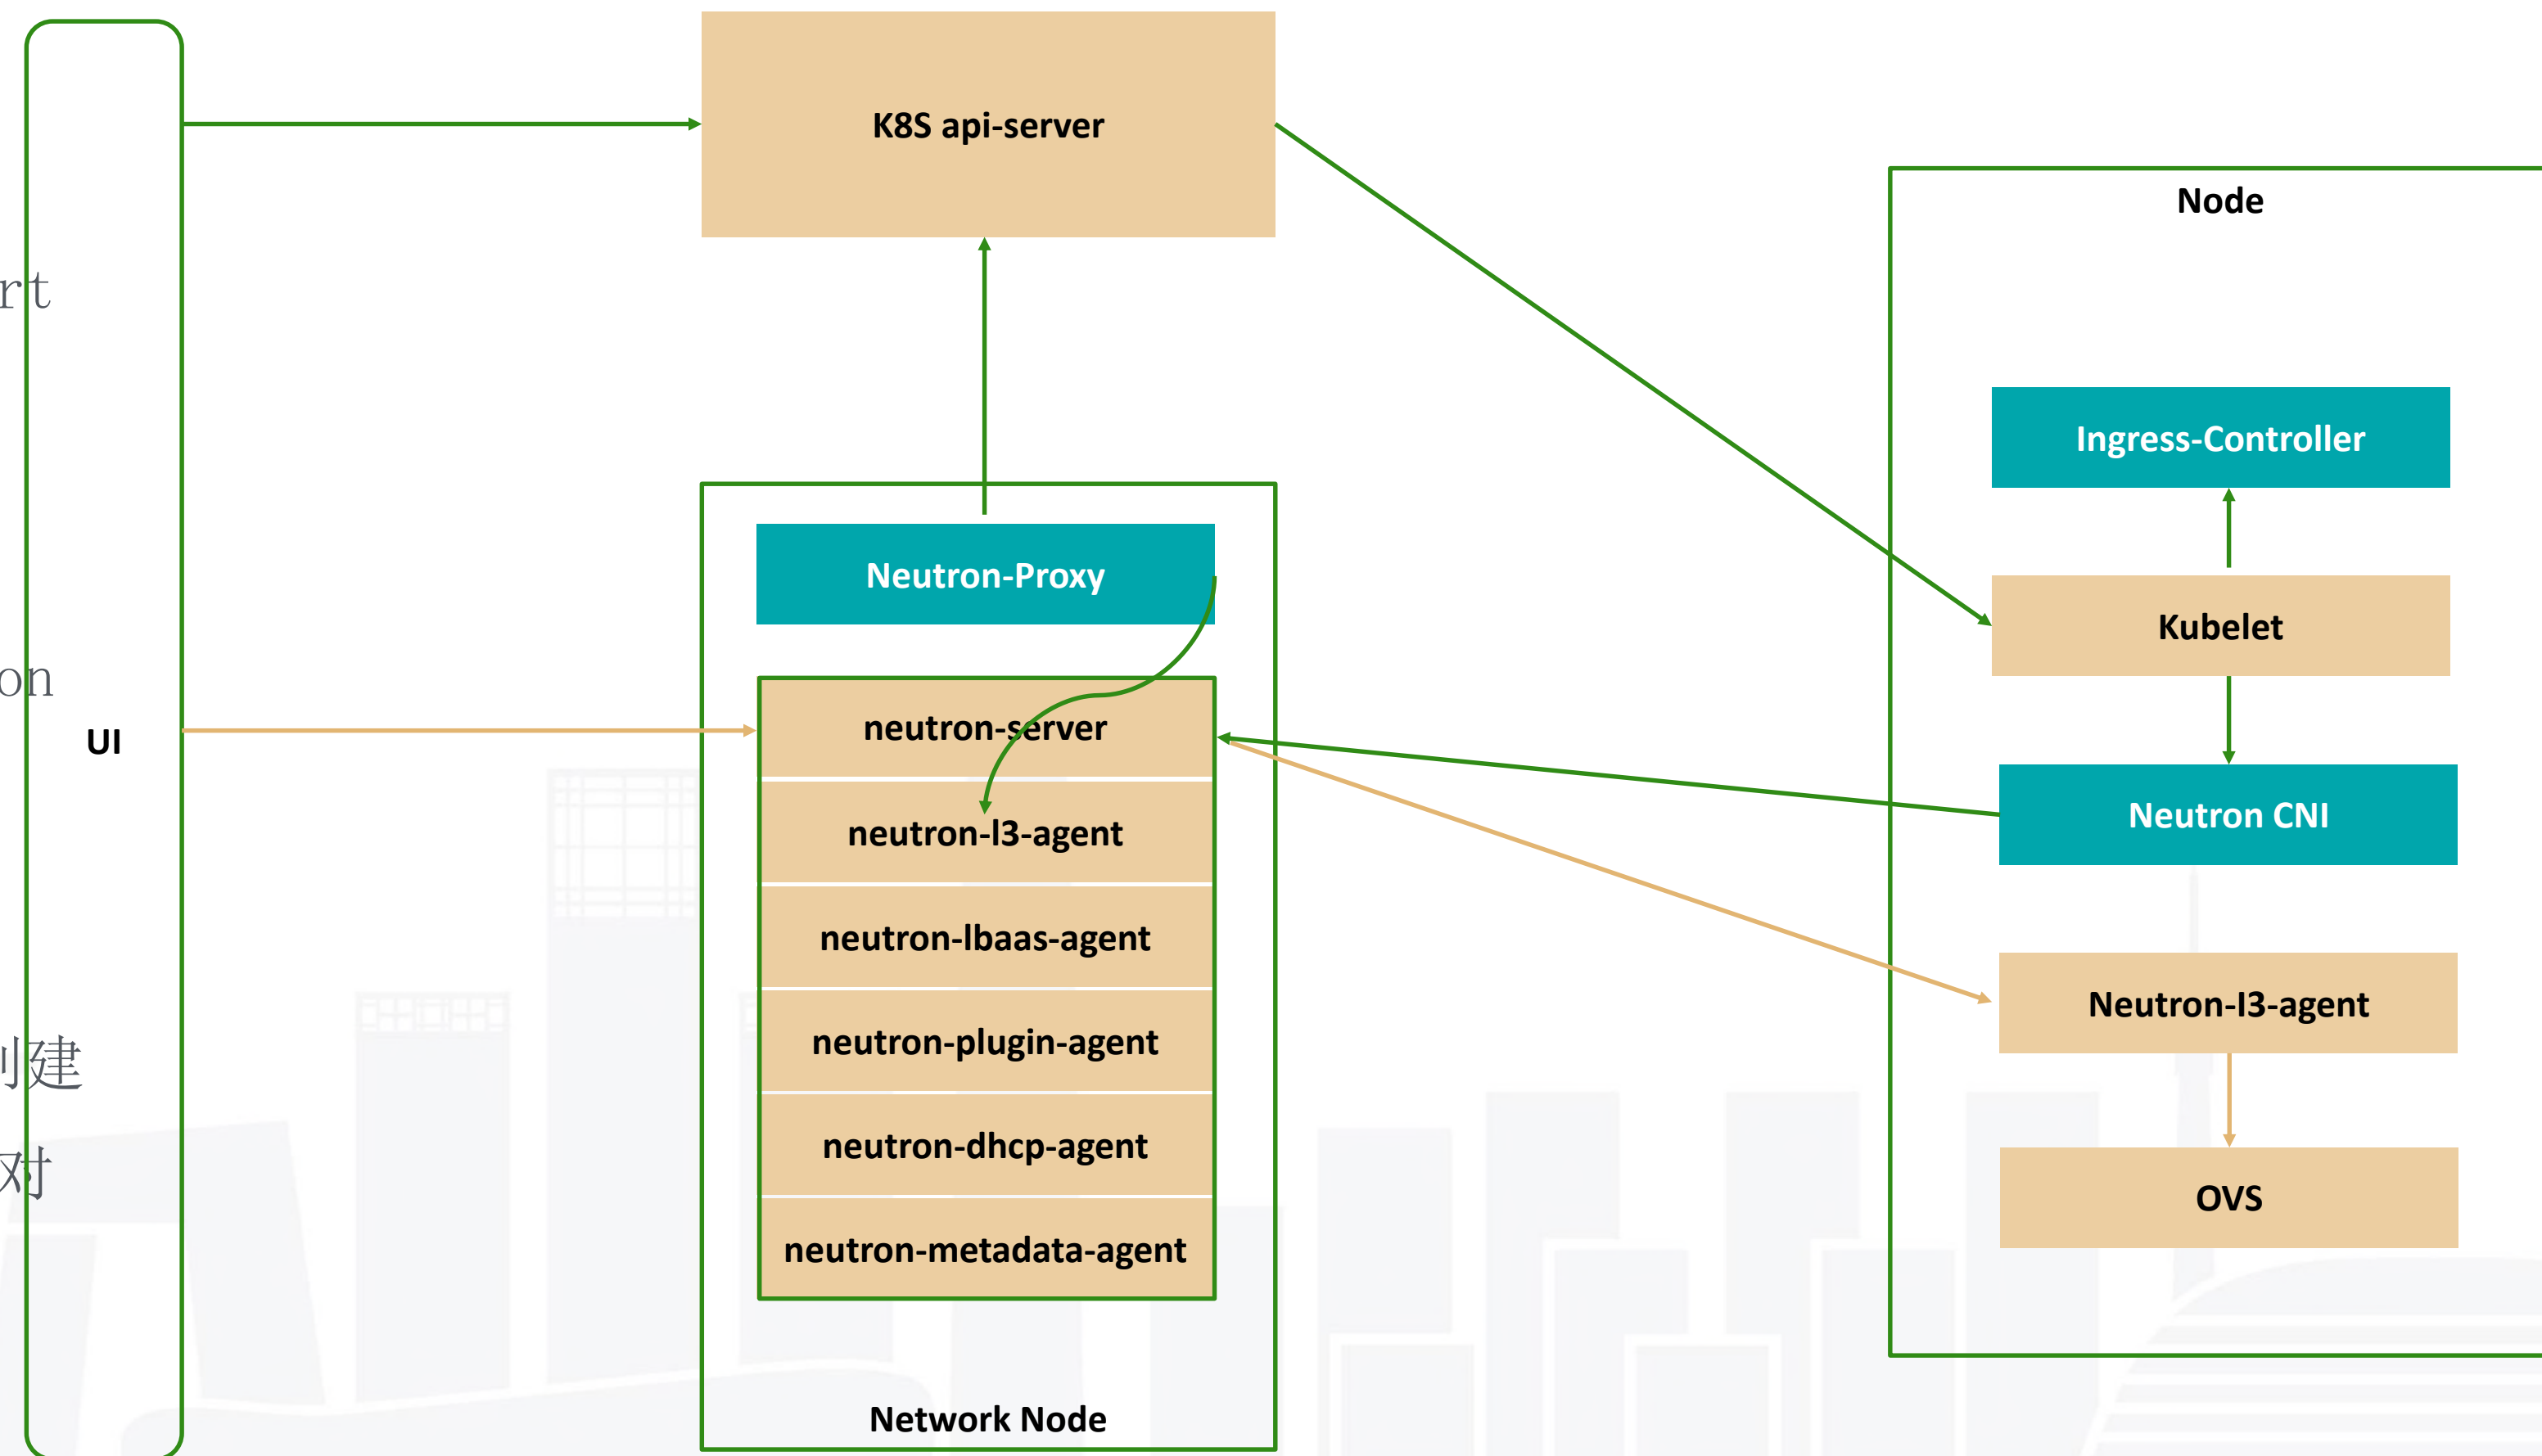 K8S api-server
Node
rt
Ingress-Controller
Neutron-Proxy
Kubelet
on
UI
neutron-server
Neutron CNI
neutron-l3-agent
neutron-lbaas-agent
Neutron-l3-agent
neutron-plugin-agent
创建
neutron-dhcp-agent
对
OVS
neutron-metadata-agent
Network Node